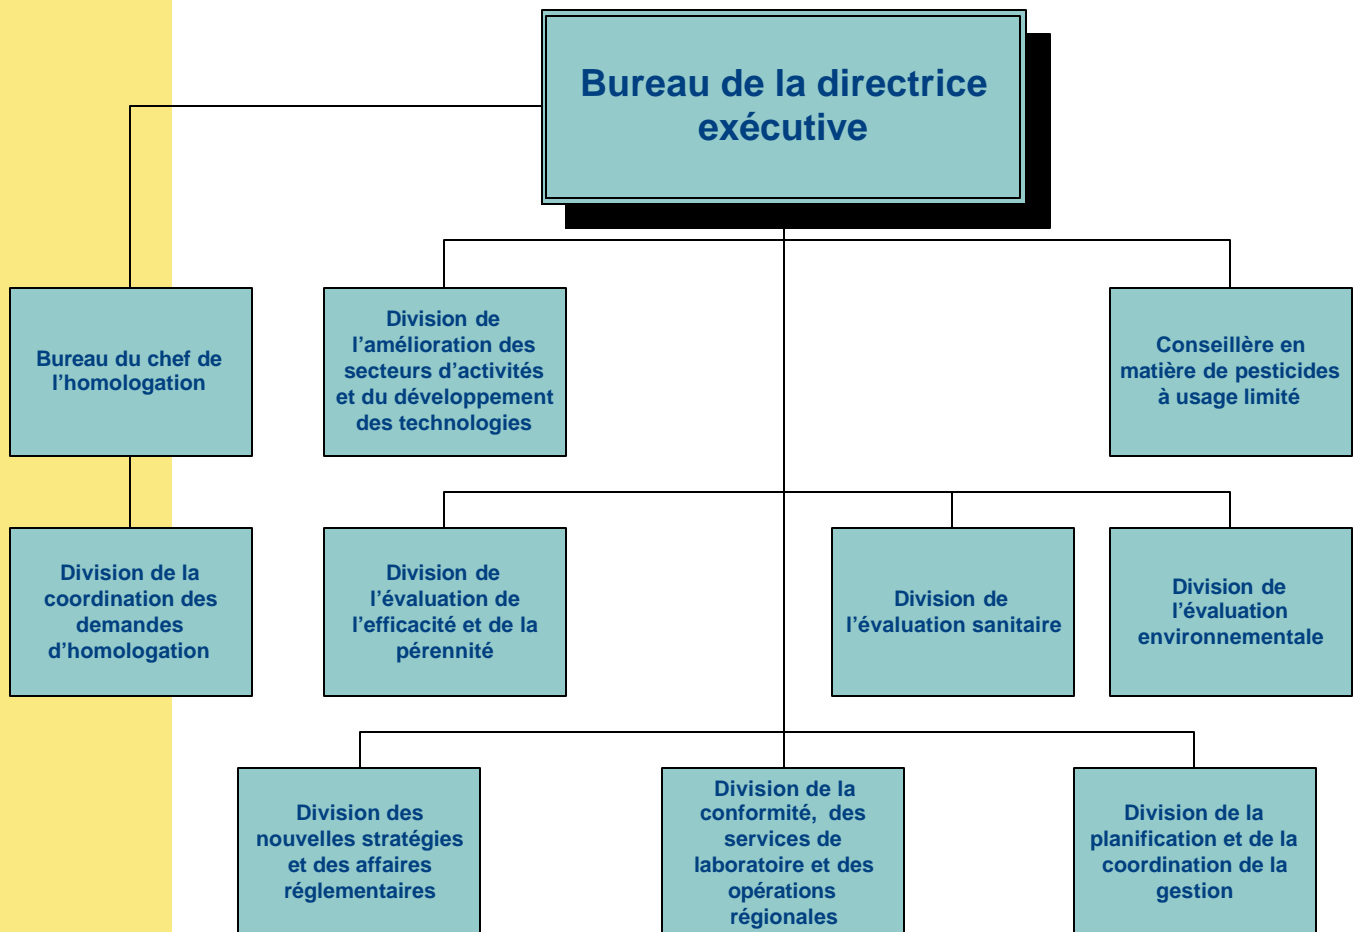 Bureau de la directrice
exécutive
Bureau du chef de
l’homologation
Division de
l’amélioration des
secteurs d’activités
et du développement
des technologies
Conseillère en
matière de pesticides
à usage limité
Division de la
coordination des
demandes
d’homologation
Division de
l’évaluation de
l’efficacité et de la
pérennité
Division de
l’évaluation sanitaire
Division de
l’évaluation
environnementale
Division des
nouvelles stratégies
et des affaires
réglementaires
Division de la
conformité, des
services de
laboratoire et des
opérations
régionales
Division de la
planification et de la
coordination de la
gestion